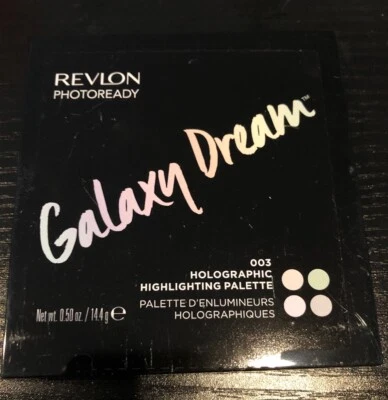 REVLON
PHOTOREADY
Galaxy Dream™
003
HOLOGRAPHIC
HIGHLIGHTING PALETTE
PALETTE D'ENLUMINEURS
HOLOGRAPHIQUES
Net wt. 0.50 oz. / 14.4 g ℮